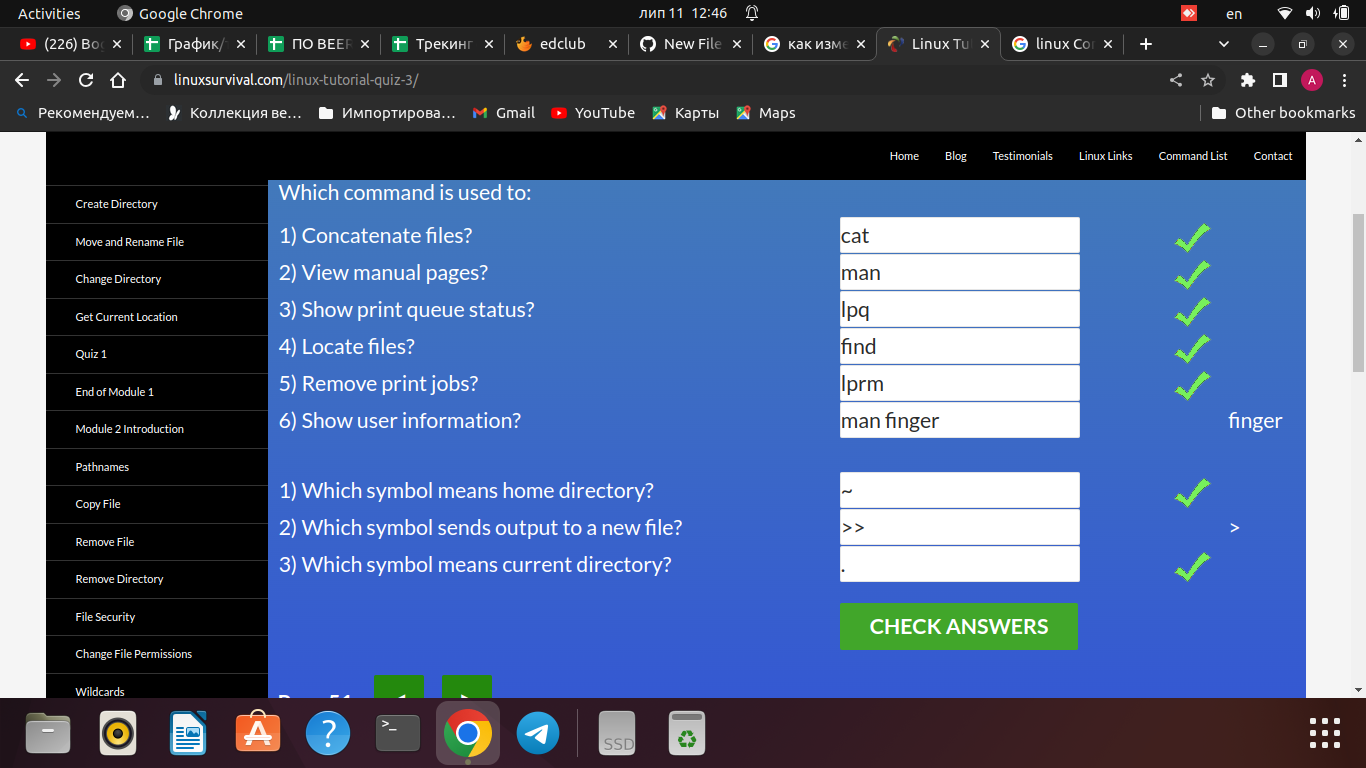 Activities Google Chrome лип 11 12:46 en
(226) Bog График/ ПО BEER Трекинг edclub New File как изме Linux Tu linux Co
linuxsurvival.com/linux-tutorial-quiz-3/ A
Рекомендуем… Коллекция ве… Импортирова… Gmail YouTube Карты Maps Other bookmarks
Home Blog Testimonials Linux Links Command List Contact
Create Directory
Move and Rename File
Change Directory
Get Current Location
Quiz 1
End of Module 1
Module 2 Introduction
Pathnames
Copy File
Remove File
Remove Directory
File Security
Change File Permissions
Wildcards
Which command is used to:
1) Concatenate files? cat
2) View manual pages? man
3) Show print queue status? lpq
4) Locate files? find
5) Remove print jobs? lprm
6) Show user information? man finger finger
1) Which symbol means home directory? ~
2) Which symbol sends output to a new file? >> >
3) Which symbol means current directory? .
CHECK ANSWERS
>_ ? SSD